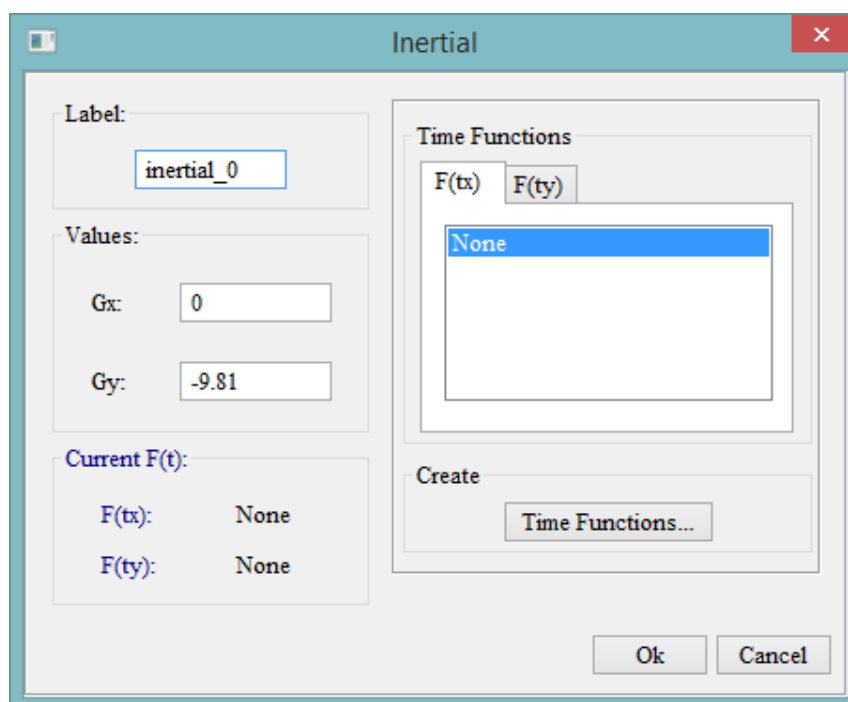 Inertial
Label:
inertial_0
Values:
Gx: 0
Gy: -9.81
Current F(t):
F(tx): None
F(ty): None
Time Functions
F(tx) F(ty)
None
Create
Time Functions...
Ok Cancel